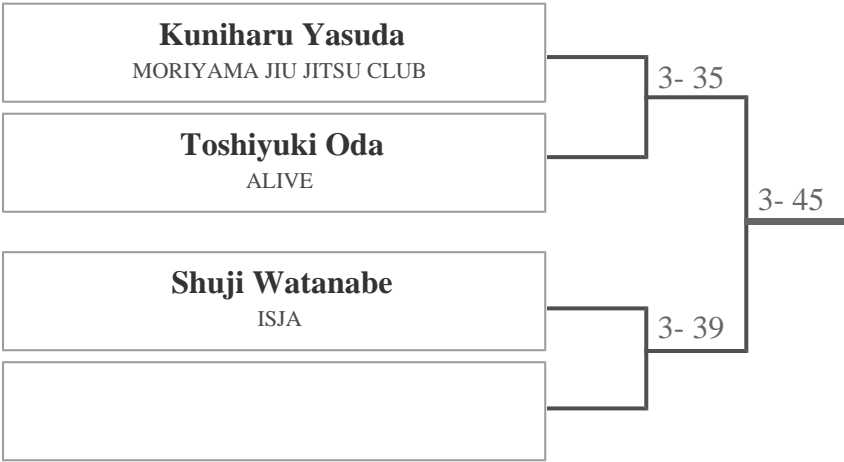 Kuniharu Yasuda
MORIYAMA JIU JITSU CLUB
3- 35
Toshiyuki Oda
ALIVE
3- 45
Shuji Watanabe
ISJA
3- 39